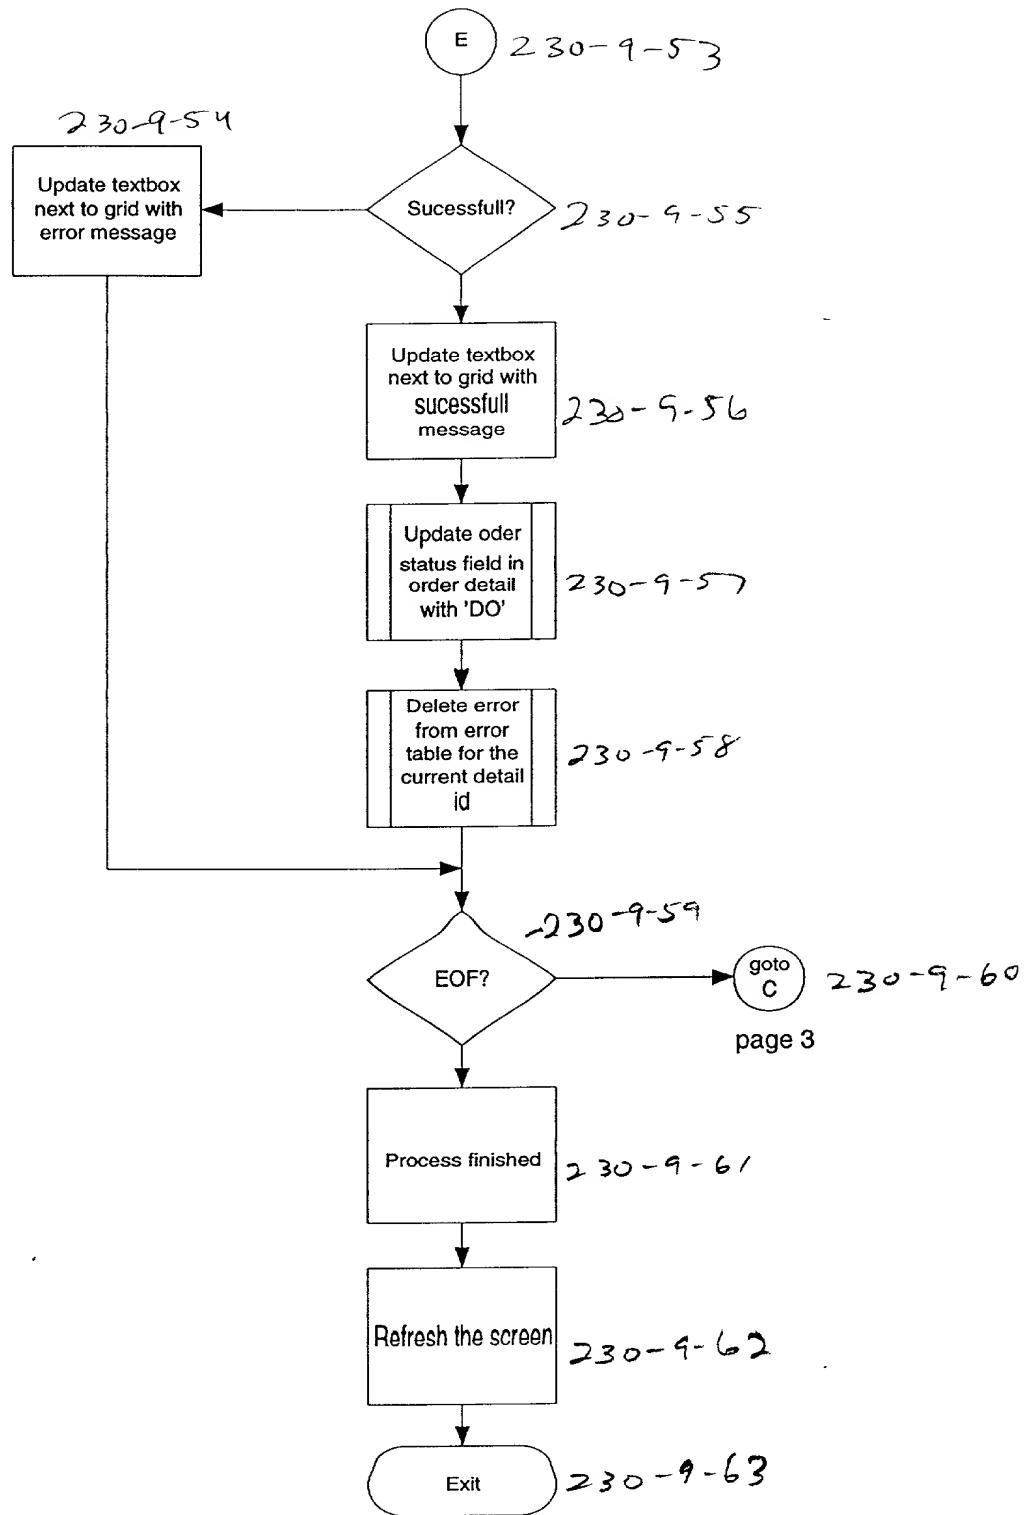 E
230-9-53
230-9-54
Update textbox
next to grid with
error message
Sucessfull?
230-9-55
Update textbox
next to grid with
sucessfull
message
230-9-56
Update oder
status field in
order detail
with 'DO'
230-9-57
Delete error
from error
table for the
current detail
id
230-9-58
230-9-59
EOF?
goto
C
230-9-60
page 3
Process finished
230-9-61
Refresh the screen
230-9-62
Exit
230-9-63